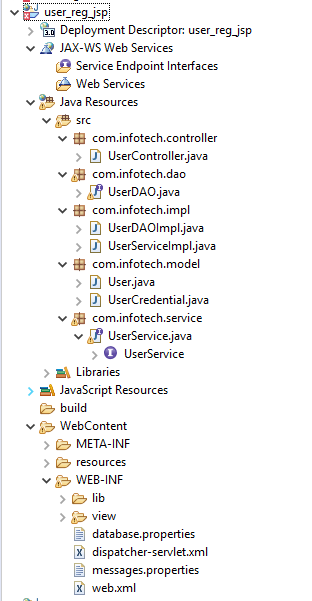 user_reg_jsp
Deployment Descriptor: user_reg_jsp
JAX-WS Web Services
Service Endpoint Interfaces
Web Services
Java Resources
src
com.infotech.controller
UserController.java
com.infotech.dao
UserDAO.java
com.infotech.impl
UserDAOImpl.java
UserServiceImpl.java
com.infotech.model
User.java
UserCredential.java
com.infotech.service
UserService.java
UserService
Libraries
JavaScript Resources
build
WebContent
META-INF
resources
WEB-INF
lib
view
database.properties
dispatcher-servlet.xml
messages.properties
web.xml